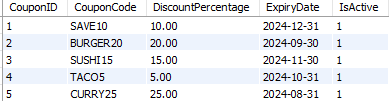 CouponID CouponCode DiscountPercentage ExpiryDate IsActive
1 SAVE10 10.00 2024-12-31 1
2 BURGER20 20.00 2024-09-30 1
3 SUSHI15 15.00 2024-11-30 1
4 TACO5 5.00 2024-10-31 1
5 CURRY25 25.00 2024-08-31 1